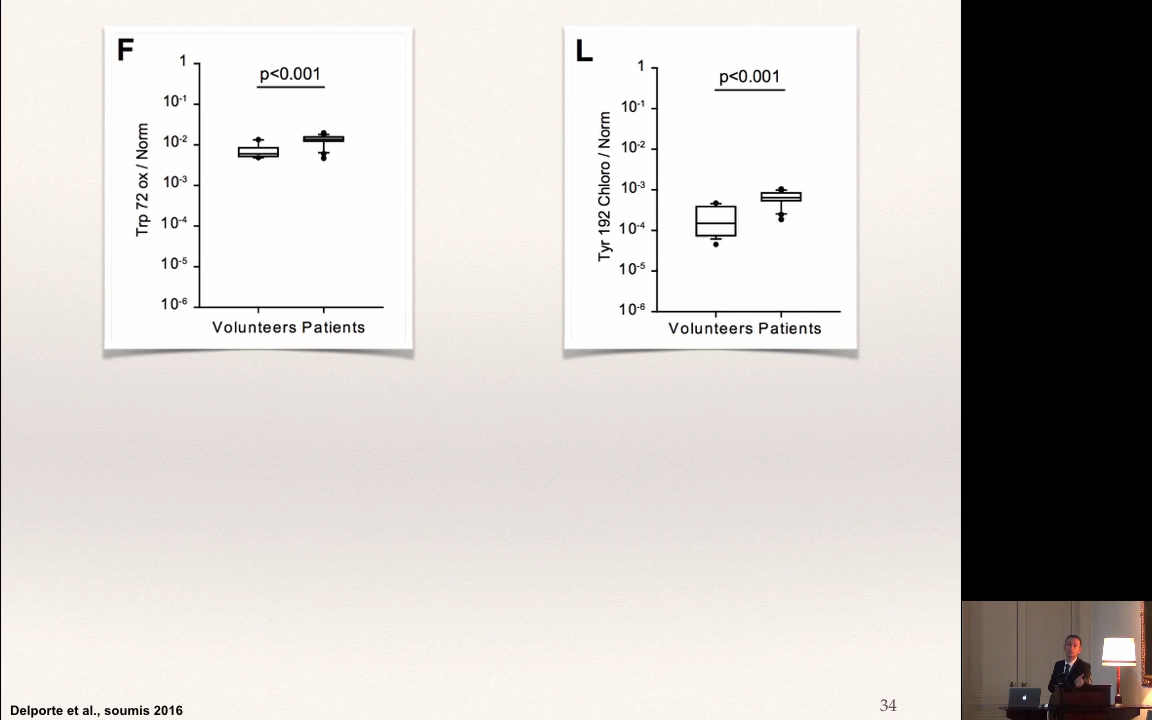 F
p<0.001
1
10-1
10-2
10-3
10-4
10-5
10-6
Trp 72 ox / Norm
Volunteers Patients
L
p<0.001
1
10-1
10-2
10-3
10-4
10-5
10-6
Tyr 192 Chloro / Norm
Volunteers Patients
Delporte et al., soumis 2016
34